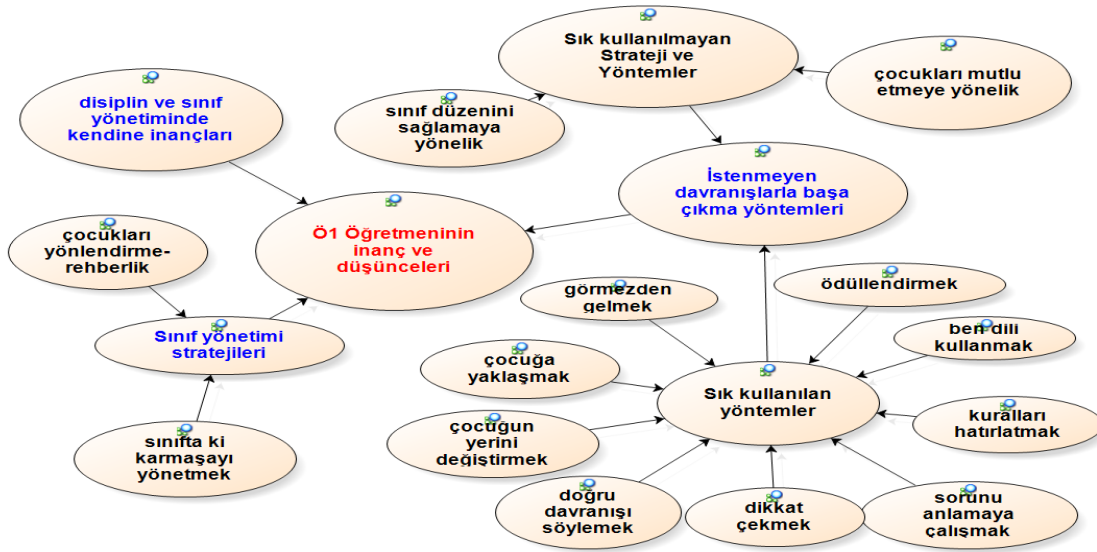 Sık kullanılmayan
Strateji ve
Yöntemler
çocukları mutlu
etmeye yönelik
disiplin ve sınıf
yönetiminde
kendine inançları
sınıf düzenini
sağlamaya
yönelik
İstenmeyen
davranışlarla başa
çıkma yöntemleri
Ö1 Öğretmeninin
inanç ve
düşünceleri
çocukları
yönlendirme-
rehberlik
görmezden
gelmek
ödüllendirmek
Sınıf yönetimi
stratejileri
ben dili
kullanmak
çocuğa
yaklaşmak
Sık kullanılan
yöntemler
kuralları
hatırlatmak
çocuğun
yerini
değiştirmek
sınıfta ki
karmaşayı
yönetmek
doğru
davranışı
söylemek
dikkat
çekmek
sorunu
anlamaya
çalışmak